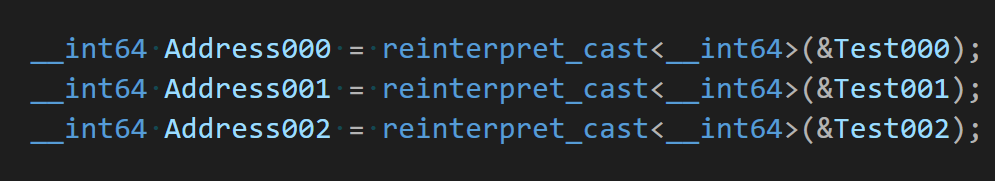 __int64 Address000 = reinterpret_cast<__int64>(&Test000);
__int64 Address001 = reinterpret_cast<__int64>(&Test001);
__int64 Address002 = reinterpret_cast<__int64>(&Test002);